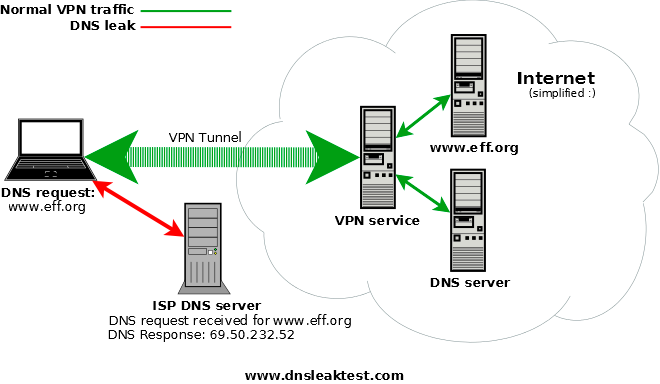 Normal VPN traffic
DNS leak
Internet
(simplified :)
VPN Tunnel
www.eff.org
DNS request:
www.eff.org
VPN service
DNS server
ISP DNS server
DNS request received for www.eff.org
DNS Response: 69.50.232.52
www.dnsleaktest.com